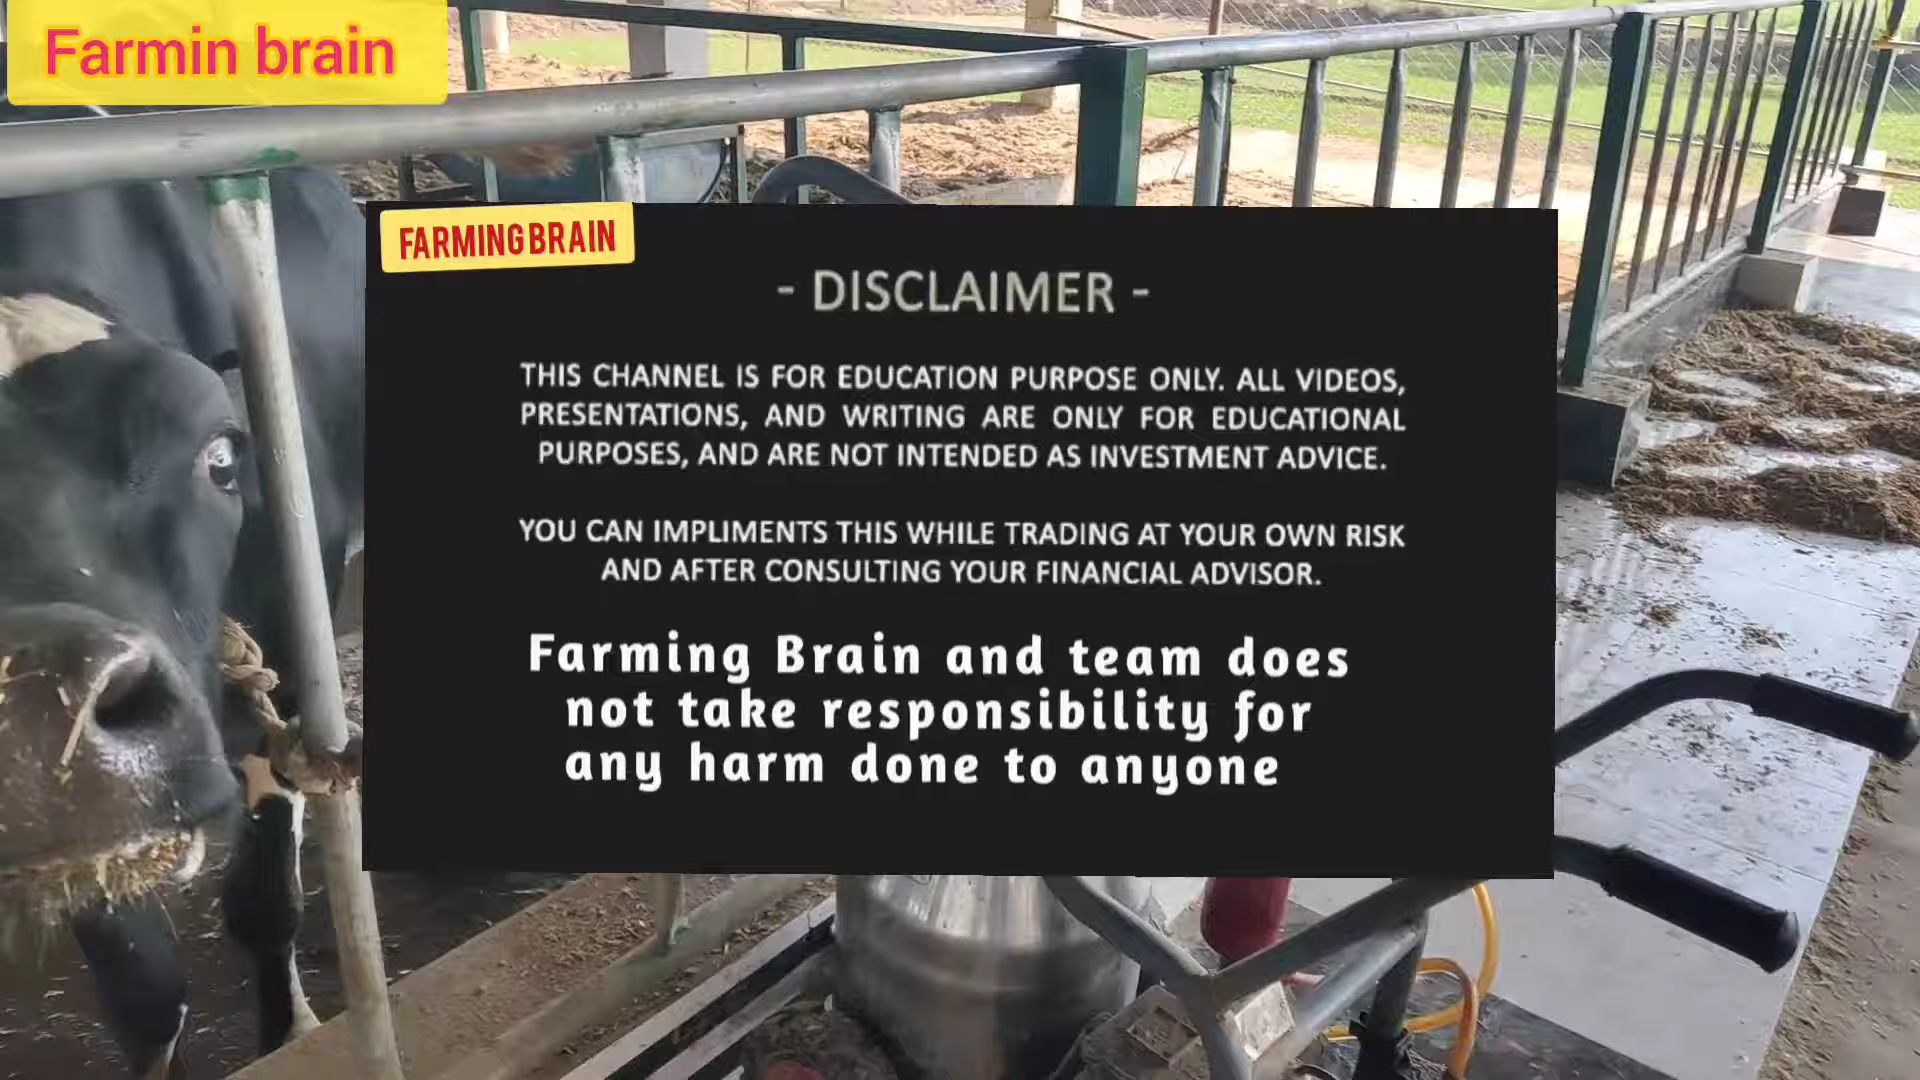 Farmin brain
FARMING BRAIN
- DISCLAIMER -
THIS CHANNEL IS FOR EDUCATION PURPOSE ONLY. ALL VIDEOS,
PRESENTATIONS, AND WRITING ARE ONLY FOR EDUCATIONAL
PURPOSES, AND ARE NOT INTENDED AS INVESTMENT ADVICE.
YOU CAN IMPLIMENTS THIS WHILE TRADING AT YOUR OWN RISK
AND AFTER CONSULTING YOUR FINANCIAL ADVISOR.
Farming Brain and team does
not take responsibility for
any harm done to anyone